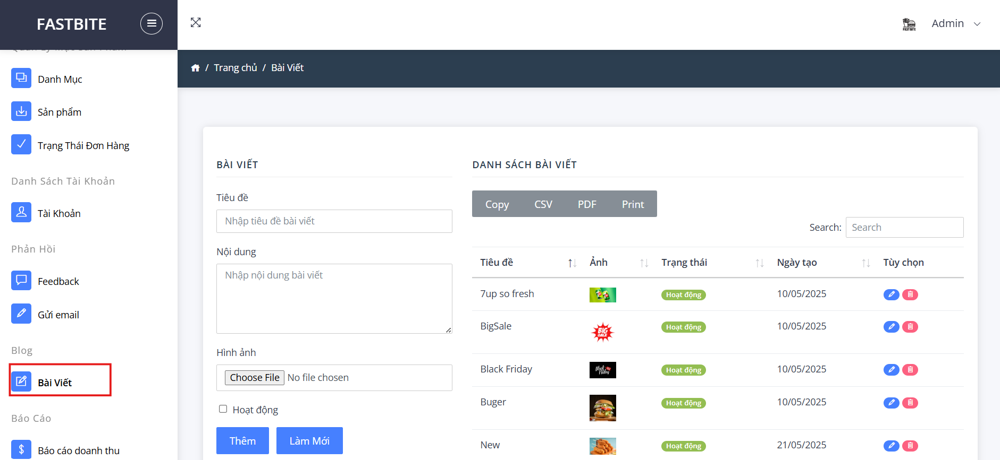 FASTBITE
FASTBITE
Admin
Danh Mục
Sản phẩm
Trạng Thái Đơn Hàng
Danh Sách Tài Khoản
Tài Khoản
Phản Hồi
Feedback
Gửi email
Blog
Bài Viết
Báo Cáo
Báo cáo doanh thu
/ Trang chủ / Bài Viết
BÀI VIẾT
Tiêu đề
Nhập tiêu đề bài viết
Nội dung
Nhập nội dung bài viết
Hình ảnh
Choose File No file chosen
Hoạt động
Thêm Làm Mới
DANH SÁCH BÀI VIẾT
Copy CSV PDF Print
Search: Search
Tiêu đề Ảnh Trạng thái Ngày tạo Tùy chọn
7up so fresh Hoạt động 10/05/2025
BigSale BIG SALE Hoạt động 10/05/2025
Black Friday Black Friday Hoạt động 10/05/2025
Buger Hoạt động 10/05/2025
New Hoạt động 21/05/2025